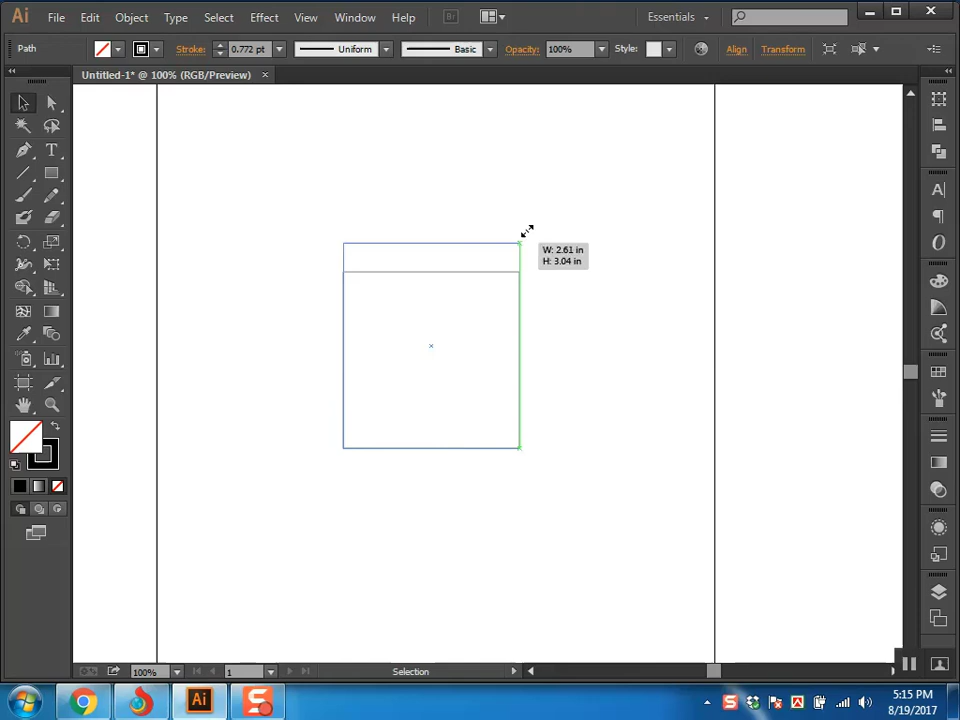 Ai File Edit Object Type Select Effect View Window Help Br Essentials
Path Stroke: 0.772 pt Uniform Basic Opacity: 100% Style: Align Transform
Untitled-1* @ 100% (RGB/Preview) ×
W: 2.61 in
H: 3.04 in
100% 1 Selection
Ai S
5:15 PM
8/19/2017